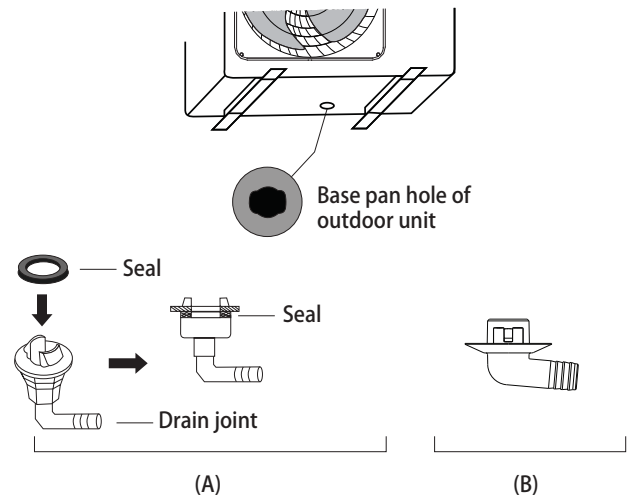 Base pan hole of
outdoor unit
Seal
Seal
Drain joint
(A)
(B)